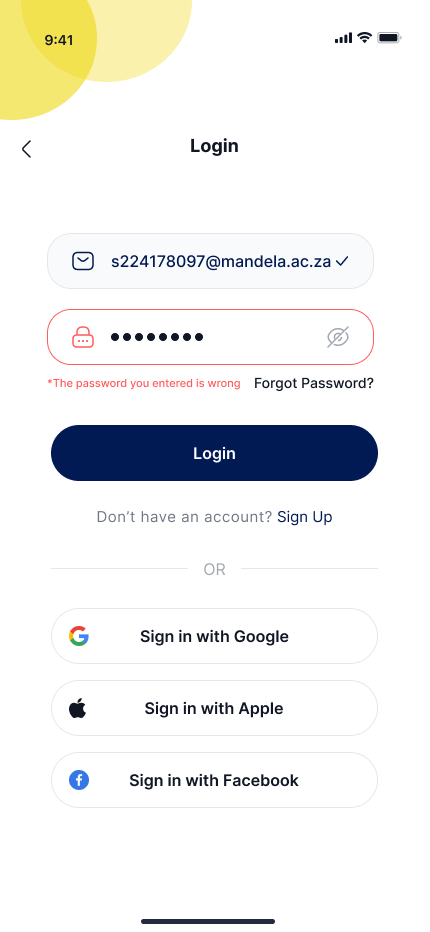 9:41
Login
s224178097@mandela.ac.za
*The password you entered is wrong Forgot Password?
Login
Don’t have an account? Sign Up
OR
Sign in with Google
Sign in with Apple
Sign in with Facebook